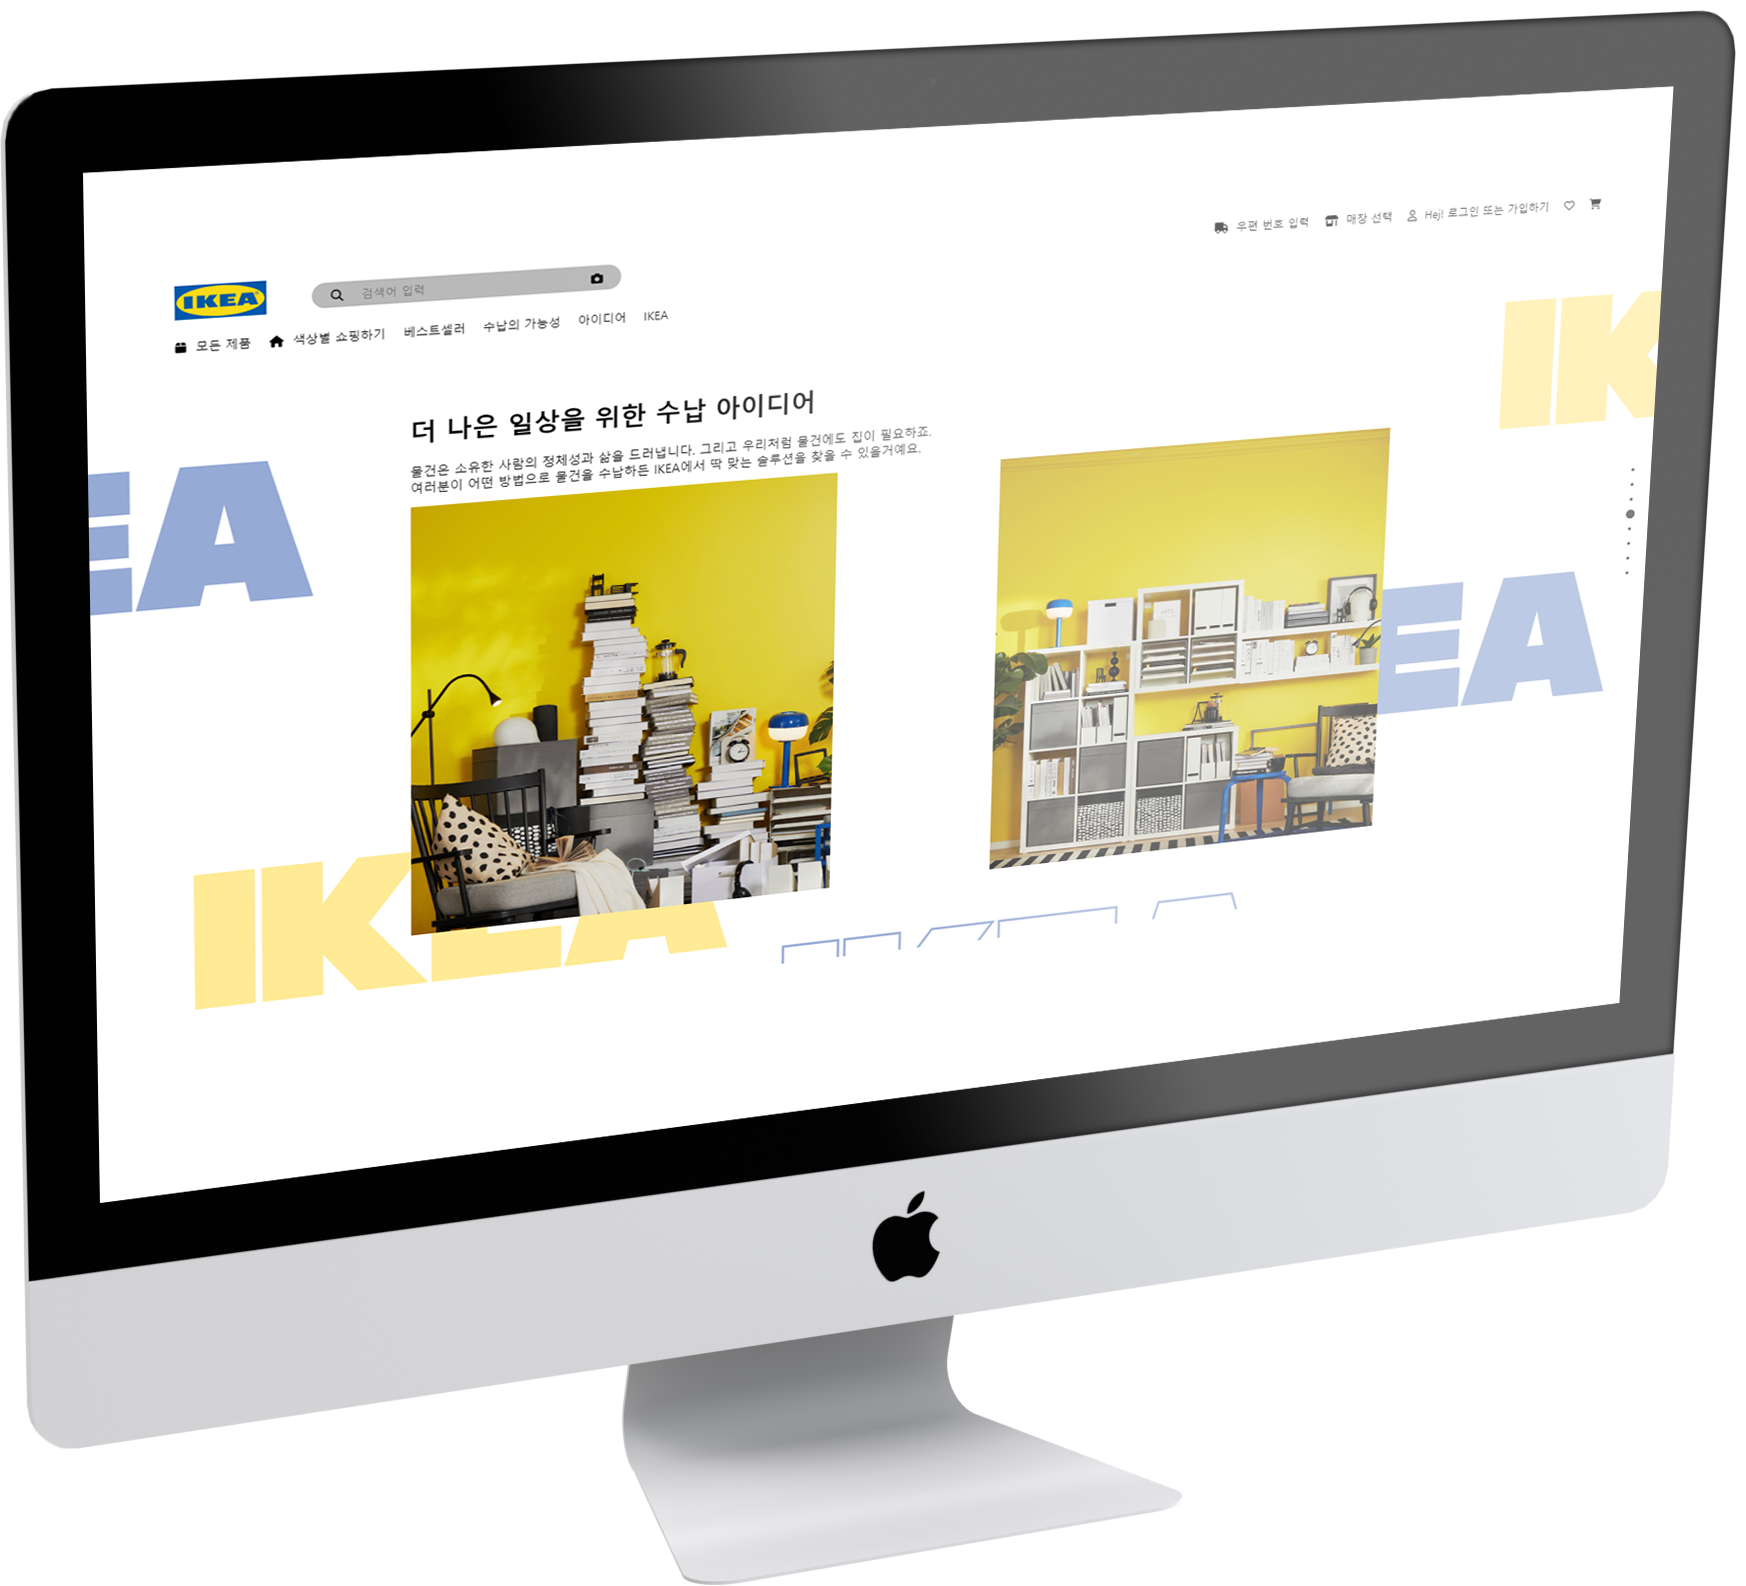 우편 번호 입력 매장 선택 Hej! 로그인 또는 가입하기
IKEA
검색어 입력
모든 제품 색상별 쇼핑하기 베스트셀러 수납의 가능성 아이디어 IKEA
더 나은 일상을 위한 수납 아이디어
물건은 소유한 사람의 정체성과 삶을 드러냅니다. 그리고 우리처럼 물건에도 집이 필요하죠.
여러분이 어떤 방법으로 물건을 수납하든 IKEA에서 딱 맞는 솔루션을 찾을 수 있을거예요.
IK
EA
EA
IKEA